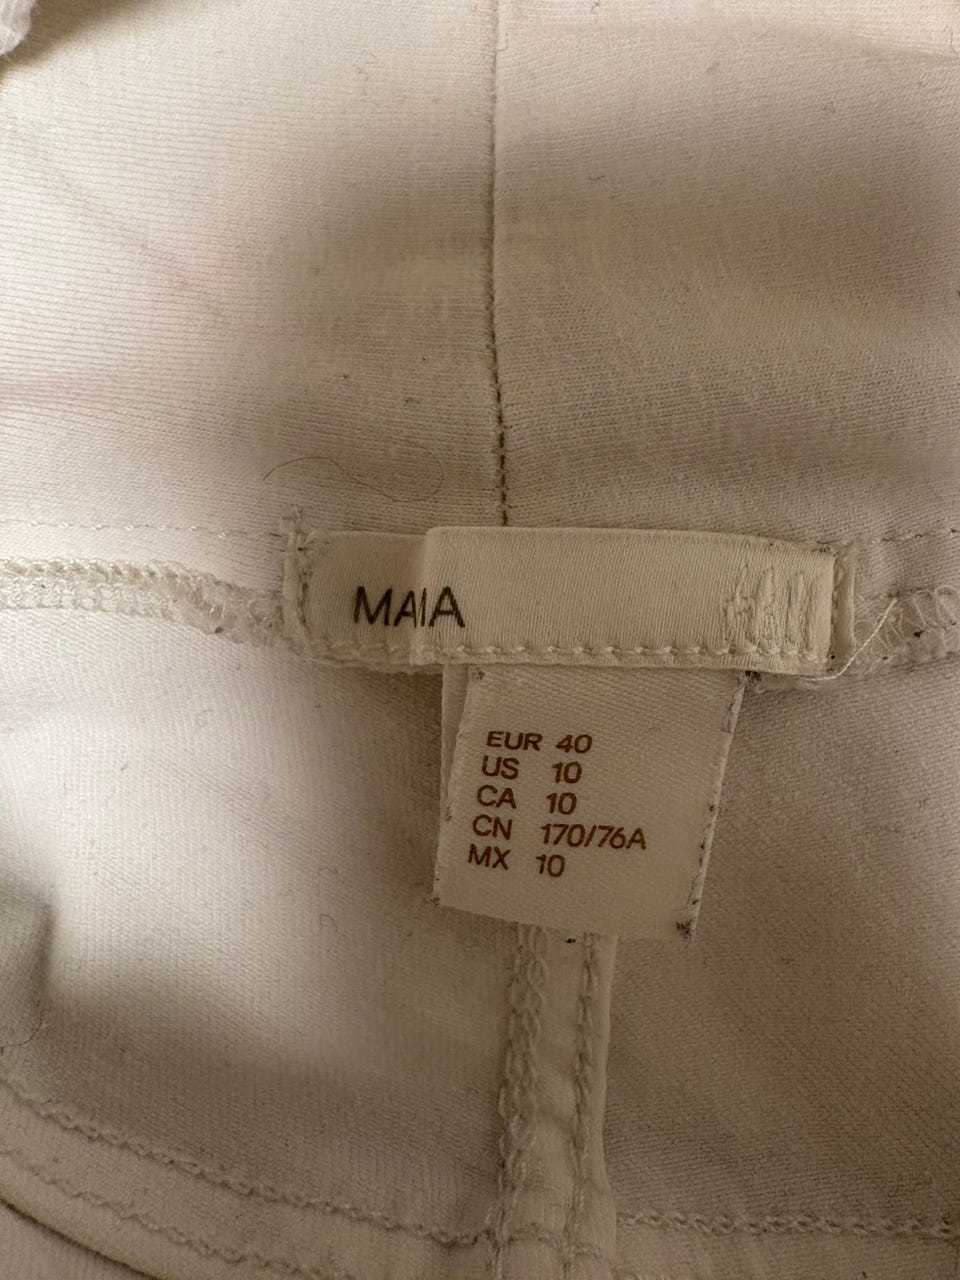 MAIA H&M
EUR 40
US 10
CA 10
CN 170/76A
MX 10